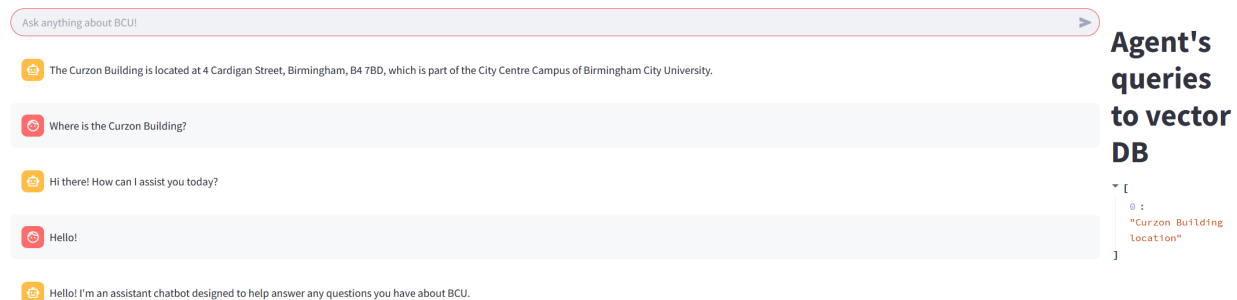 Ask anything about BCU!
The Curzon Building is located at 4 Cardigan Street, Birmingham, B4 7BD, which is part of the City Centre Campus of Birmingham City University.
Where is the Curzon Building?
Hi there! How can I assist you today?
Hello!
Hello! I'm an assistant chatbot designed to help answer any questions you have about BCU.
Agent's
queries
to vector
DB
[
0 :
"Curzon Building
location"
]